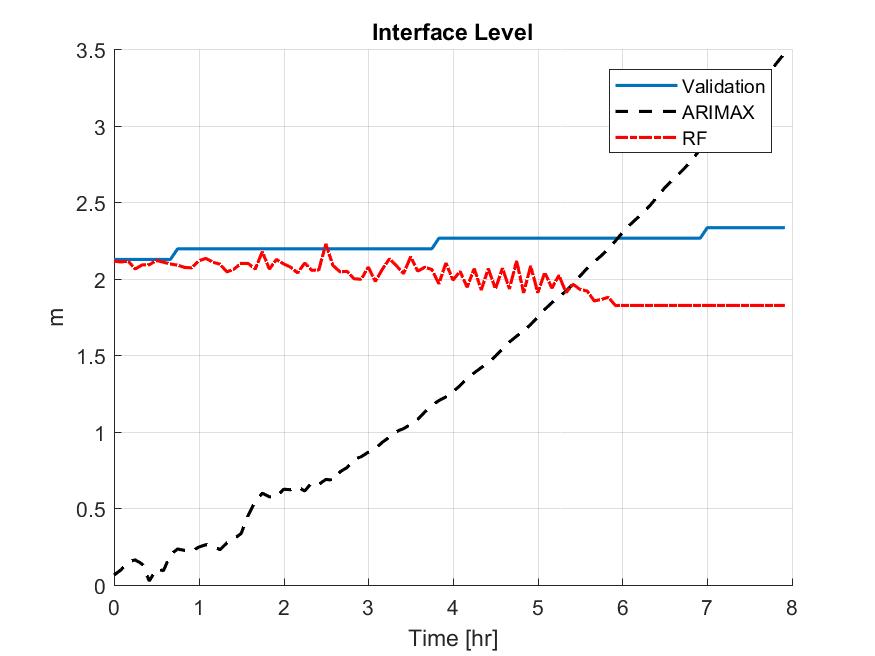 Interface Level
3.5
3
2.5
2
1.5
1
0.5
0
m
Validation
ARIMAX
RF
0 1 2 3 4 5 6 7 8
Time [hr]